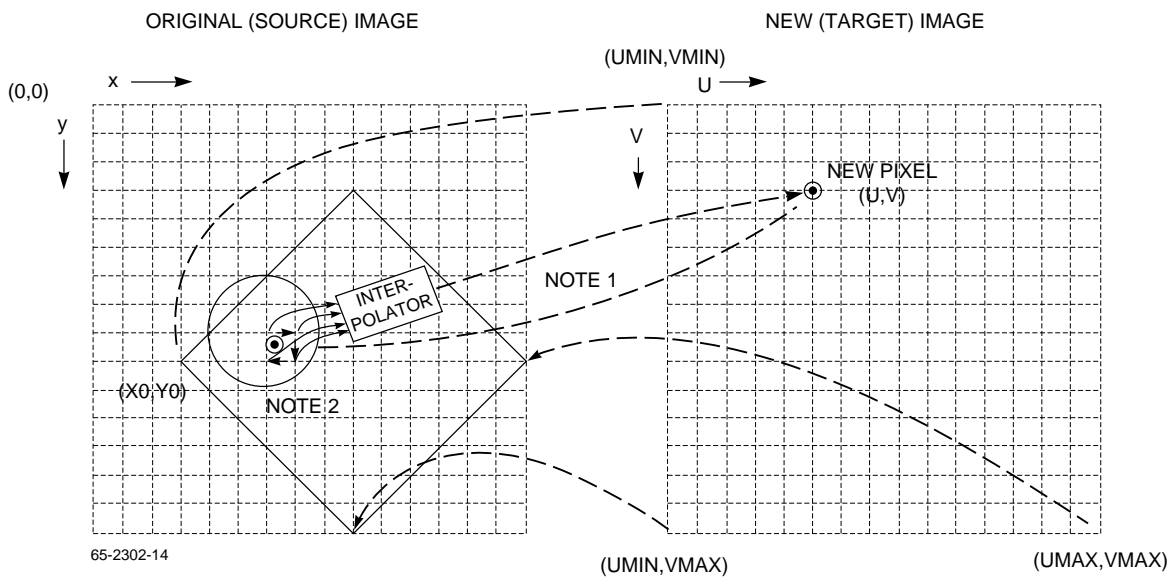 ORIGINAL (SOURCE) IMAGE
NEW (TARGET) IMAGE
(UMIN,VMIN)
x
U
(0,0)
y
V
NEW PIXEL
(U,V)
NOTE 1
INTER-
POLATOR
(X0,Y0)
NOTE 2
65-2302-14
(UMIN,VMAX)
(UMAX,VMAX)